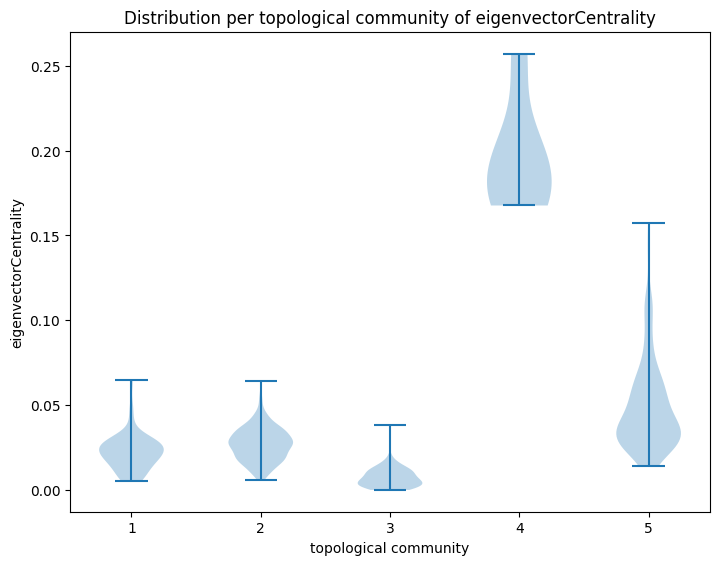 Distribution per topological community of eigenvectorCentrality
eigenvectorCentrality
0.25
0.20
0.15
0.10
0.05
0.00
1 2 3 4 5
topological community